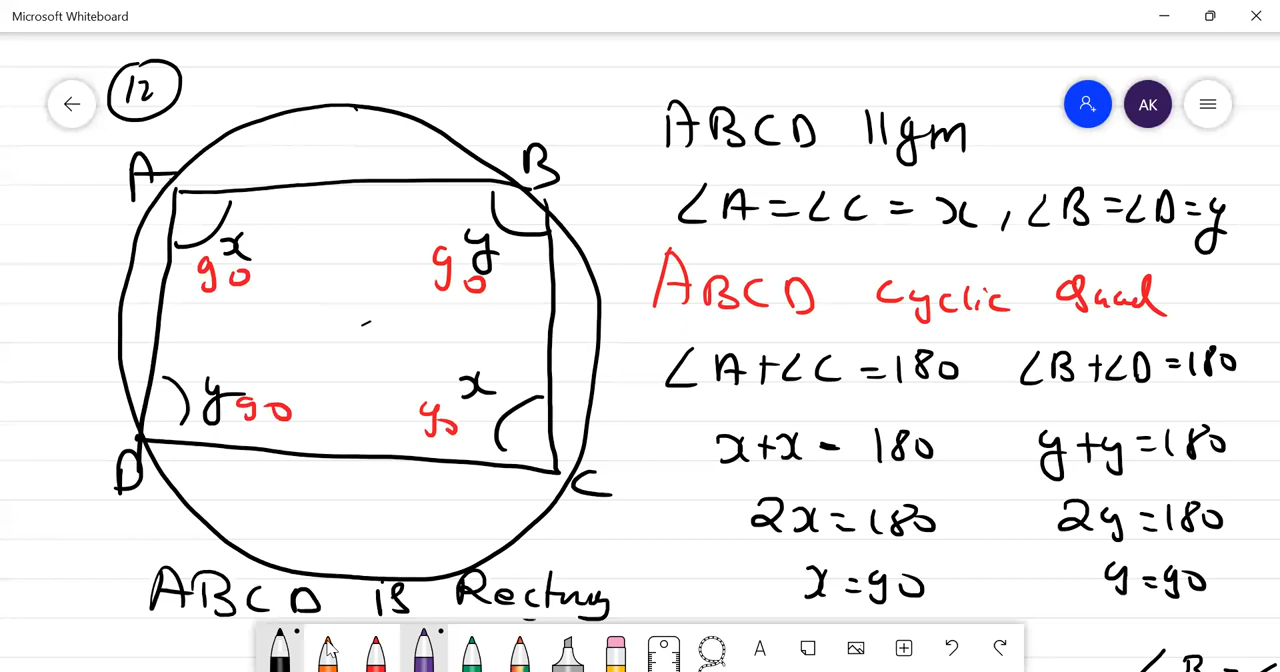 Microsoft Whiteboard
12
A B
x y
90 90
y 90 x 90
D C
ABCD is Rectng
ABCD llgm
∠A = ∠C = x, ∠B = ∠D = y
ABCD Cyclic Quad
∠A + ∠C = 180 ∠B + ∠D = 180
x + x = 180 y + y = 180
2x = 180 2y = 180
x = 90 y = 90
AK
A